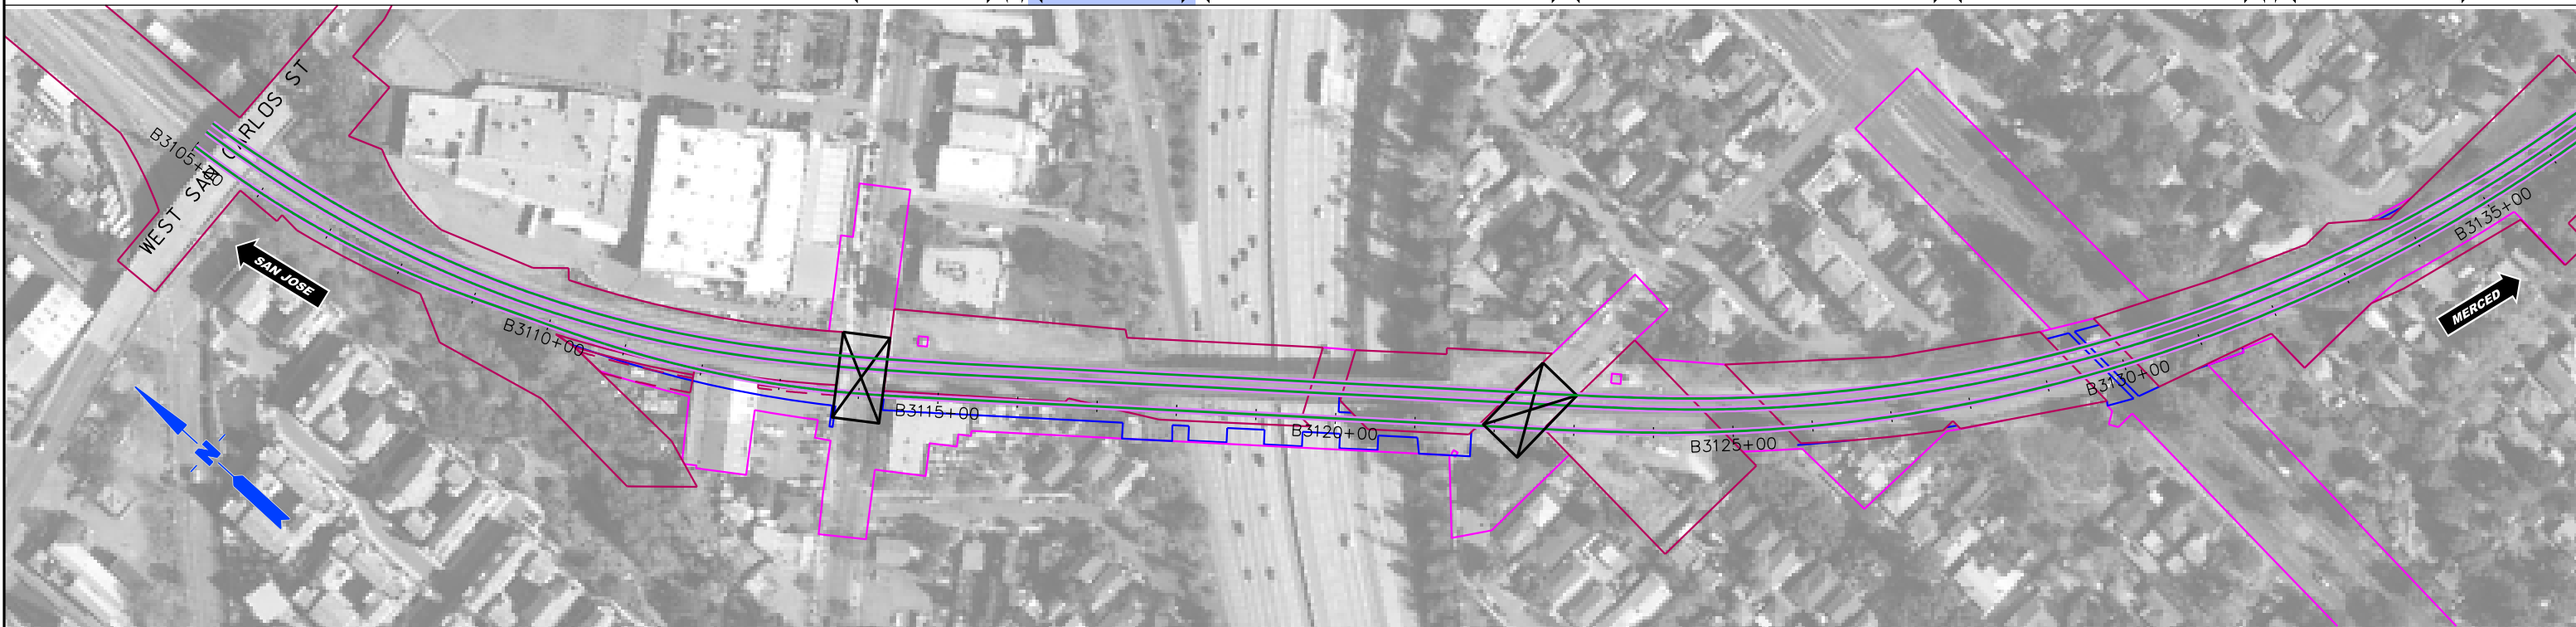 WEST SAN CARLOS ST
B3105+00
SAN JOSE
N
B3110+00
B3115+00
B3120+00
B3125+00
B3130+00
B3135+00
MERCED